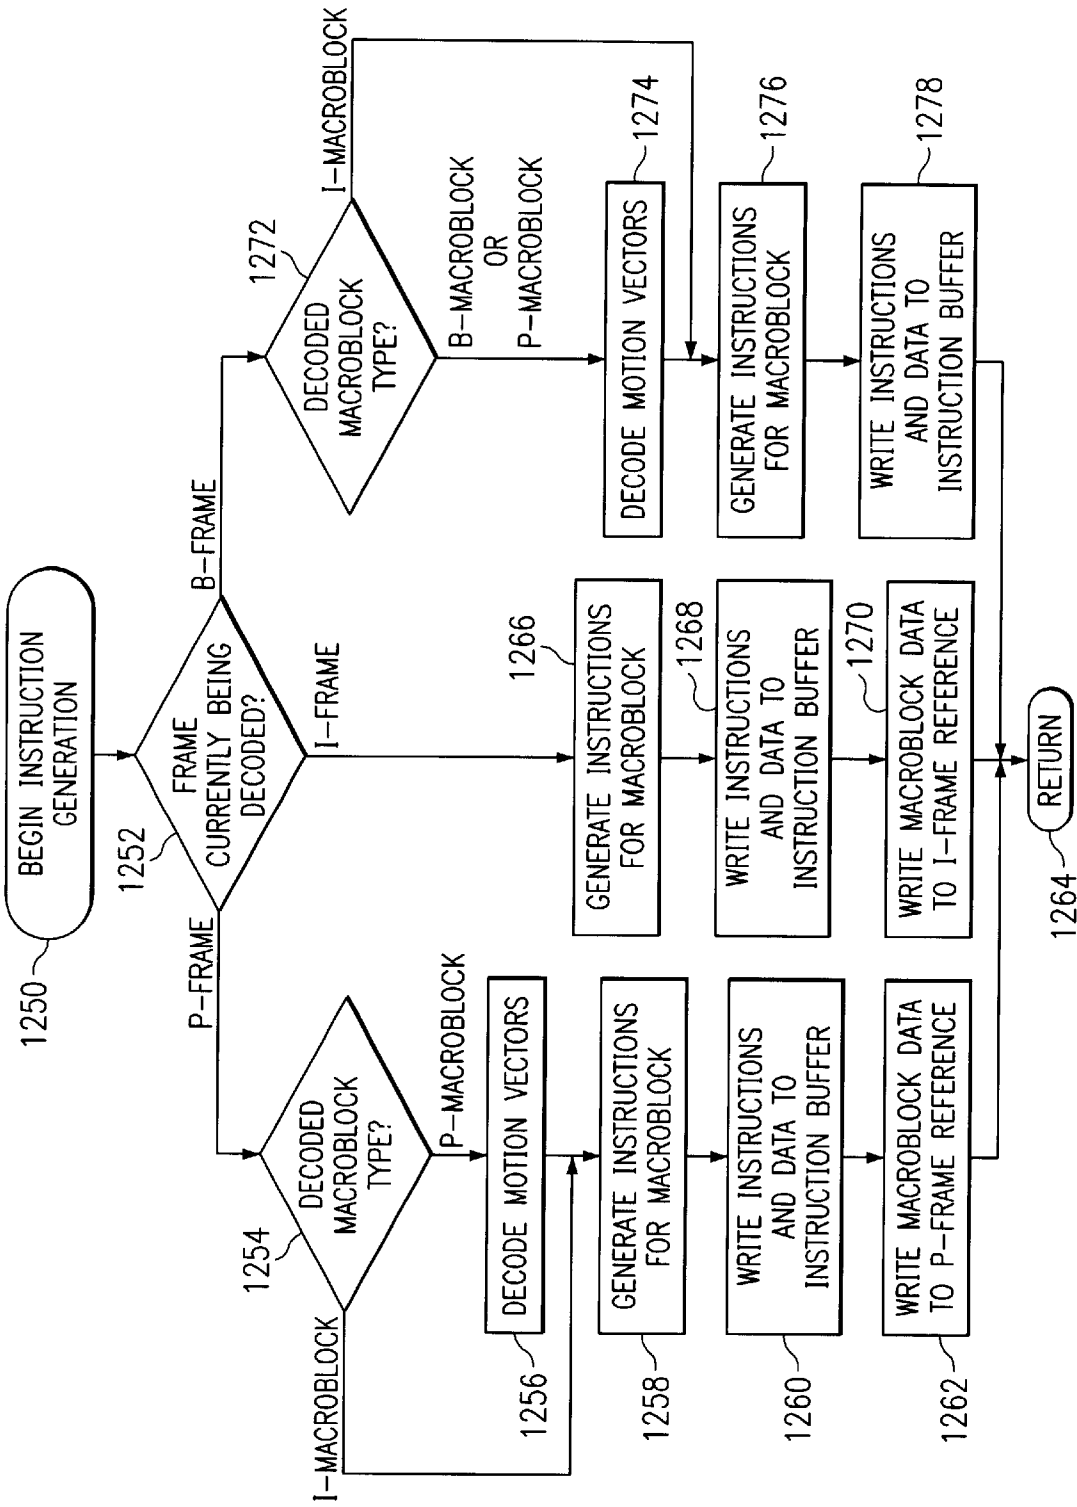 BEGIN INSTRUCTION
GENERATION
1250
1252
FRAME
CURRENTLY BEING
DECODED?
P-FRAME
I-FRAME
B-FRAME
1254
DECODED
MACROBLOCK
TYPE?
I-MACROBLOCK
P-MACROBLOCK
DECODE MOTION VECTORS
1256
GENERATE INSTRUCTIONS
FOR MACROBLOCK
1258
WRITE INSTRUCTIONS
AND DATA TO
INSTRUCTION BUFFER
1260
WRITE MACROBLOCK DATA
TO P-FRAME REFERENCE
1262
GENERATE INSTRUCTIONS
FOR MACROBLOCK
1266
WRITE INSTRUCTIONS
AND DATA TO
INSTRUCTION BUFFER
1268
WRITE MACROBLOCK DATA
TO I-FRAME REFERENCE
1270
1272
DECODED
MACROBLOCK
TYPE?
I-MACROBLOCK
B-MACROBLOCK
OR
P-MACROBLOCK
DECODE MOTION VECTORS
1274
GENERATE INSTRUCTIONS
FOR MACROBLOCK
1276
WRITE INSTRUCTIONS
AND DATA TO
INSTRUCTION BUFFER
1278
RETURN
1264